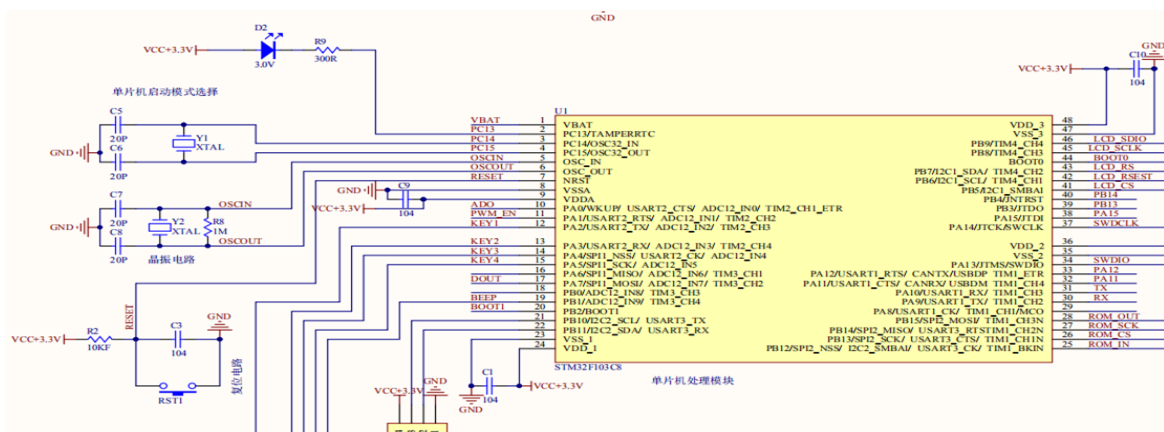 GND
D2
VCC+3.3V
3.0V
R9
300R
单片机启动模式选择
C5
20P
Y1
XTAL
GND
C6
20P
C7
20P
OSCIN
Y2
XTAL
R8
1M
GND
C8
20P
OSCOUT
晶振电路
RESET
R2
10KF
VCC+3.3V
C3
104
GND
RST1
复位电路
VBAT
PC13
PC14
PC15
OSCIN
OSCOUT
RESET
GND
C9
104
VCC+3.3V
ADO
PWM_EN
KEY1
KEY2
KEY3
KEY4
DOUT
BEEP
BOOT1
U1
1 VBAT
2 PC13/TAMPERRTC
3 PC14/OSC32_IN
4 PC15/OSC32_OUT
5 OSC_IN
6 OSC_OUT
7 NRST
8 VSSA
9 VDDA
10 PA0/WKUP/ USART2_CTS/ ADC12_IN0/ TIM2_CH1_ETR
11 PA1/USART2_RTS/ ADC12_IN1/ TIM2_CH2
12 PA2/USART2_TX/ ADC12_IN2/ TIM2_CH3
13 PA3/USART2_RX/ ADC12_IN3/ TIM2_CH4
14 PA4/SPI1_NSS/ USART2_CK/ ADC12_IN4
15 PA5/SPI1_SCK/ ADC12_IN5
16 PA6/SPI1_MISO/ ADC12_IN6/ TIM3_CH1
17 PA7/SPI1_MOSI/ ADC12_IN7/ TIM3_CH2
18 PB0/ADC12_IN8/ TIM3_CH3
19 PB1/ADC12_IN9/ TIM3_CH4
20 PB2/BOOT1
21 PB10/I2C2_SCL/ USART3_TX
22 PB11/I2C2_SDA/ USART3_RX
23 VSS_1
24 VDD_1
STM32F103C8
VDD_3 48
VSS_3 47
PB9/TIM4_CH4 46 LCD_SDIO
PB8/TIM4_CH3 45 LCD_SCLK
BOOT0 44 BOOT0
PB7/I2C1_SDA/ TIM4_CH2 43 LCD_RS
PB6/I2C1_SCL/ TIM4_CH1 42 LCD_RSEST
PB5/I2C1_SMBAI 41 LCD_CS
PB4/JNTRST 40 PB14
PB3/JTDO 39 PB13
PA15/JTDI 38 PA15
PA14/JTCK/SWCLK 37 SWDCLK
VDD_2 36
VSS_2 35
PA13/JTMS/SWDIO 34 SWDIO
PA12/USART1_RTS/ CANTX/USBDP TIM1_ETR 33 PA12
PA11/USART1_CTS/ CANRX/ USBDM TIM1_CH4 32 PA11
PA10/USART1_RX/ TIM1_CH3 31 TX
PA9/USART1_TX/ TIM1_CH2 30 RX
PA8/USART1_CK/ TIM1_CH1/MCO 29
PB15/SPI2_MOSI/ TIM1_CH3N 28 ROM_OUT
PB14/SPI2_MISO/ USART3_RTSTIM1_CH2N 27 ROM_SCK
PB13/SPI2_SCK/ USART3_CTS/ TIM1_CH1N 26 ROM_CS
PB12/SPI2_NSS/ I2C2_SMBAI/ USART3_CK/ TIM1_BKIN 25 ROM_IN
VCC+3.3V
C10
104
GND
C1
104
VCC+3.3V
GND
单片机处理模块
VCC+3.3V
GND